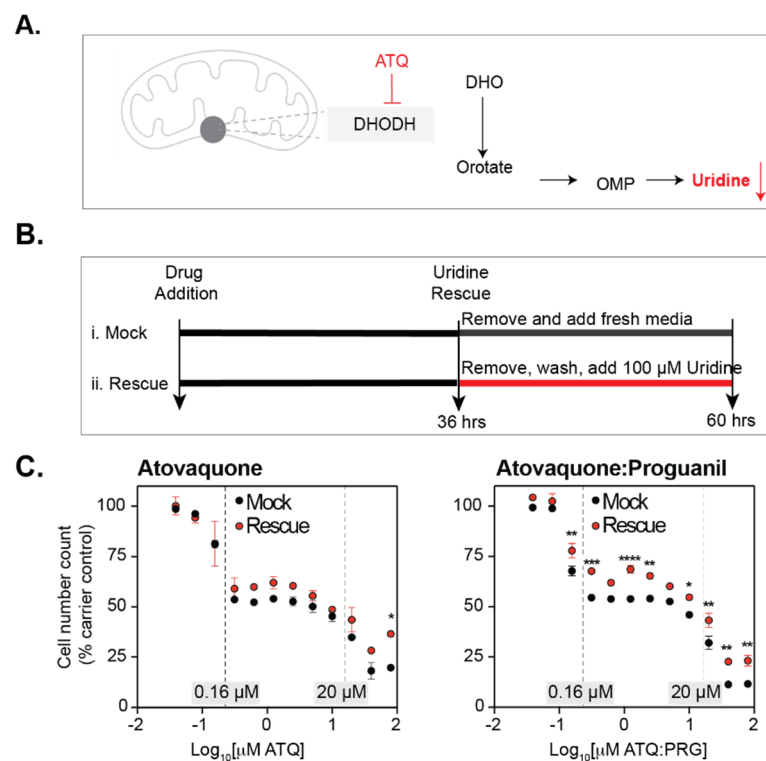 A.
ATQ
DHO
DHODH
Orotate
OMP
Uridine
B.
Drug
Addition
Uridine
Rescue
i. Mock
Remove and add fresh media
ii. Rescue
Remove, wash, add 100 µM Uridine
36 hrs
60 hrs
C.
Atovaquone
Cell number count
(% carrier control)
100
75
50
25
0
Mock
Rescue
*
0.16 µM
20 µM
-2
-1
0
1
2
Log10[µM ATQ]
Atovaquone:Proguanil
100
75
50
25
0
Mock
Rescue
**
***
****
**
*
**
**
**
0.16 µM
20 µM
-2
-1
0
1
2
Log10[µM ATQ:PRG]